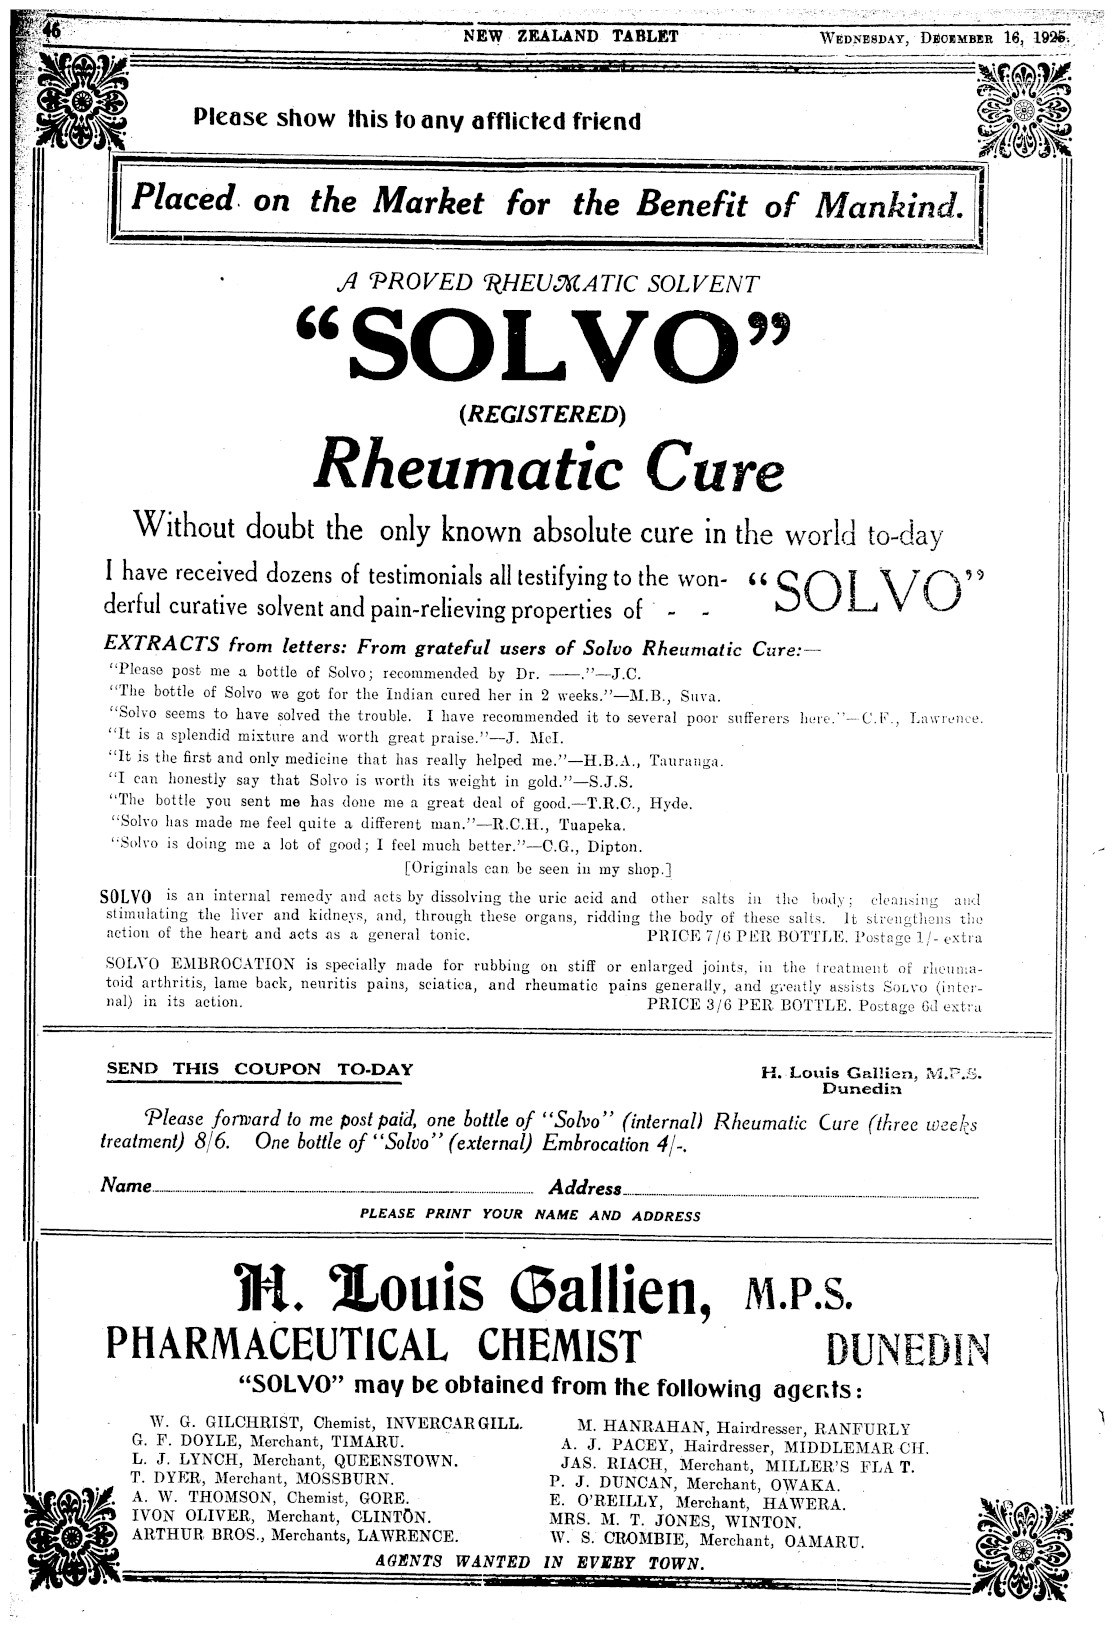 46
NEW ZEALAND TABLET
WEDNESDAY, DECEMBER 16, 1925.
Please show this to any afflicted friend
Placed on the Market for the Benefit of Mankind.
A PROVED RHEUMATIC SOLVENT
"SOLVO"
(REGISTERED)
Rheumatic Cure
Without doubt the only known absolute cure in the world to-day
I have received dozens of testimonials all testifying to the won-
derful curative solvent and pain-relieving properties of - -
"SOLVO"
EXTRACTS from letters: From grateful users of Solvo Rheumatic Cure:—
"Please post me a bottle of Solvo; recommended by Dr. ——."—J.C.
"The bottle of Solvo we got for the Indian cured her in 2 weeks."—M.B., Suva.
"Solvo seems to have solved the trouble. I have recommended it to several poor sufferers here."—C.F., Lawrence.
"It is a splendid mixture and worth great praise."—J. McI.
"It is the first and only medicine that has really helped me."—H.B.A., Tauranga.
"I can honestly say that Solvo is worth its weight in gold."—S.J.S.
"The bottle you sent me has done me a great deal of good.—T.R.C., Hyde.
"Solvo has made me feel quite a different man."—R.C.H., Tuapeka.
"Solvo is doing me a lot of good; I feel much better."—C.G., Dipton.
[Originals can be seen in my shop.]
SOLVO is an internal remedy and acts by dissolving the uric acid and other salts in the body; cleansing and
stimulating the liver and kidneys, and, through these organs, ridding the body of these salts. It strengthens the
action of the heart and acts as a general tonic. PRICE 7/6 PER BOTTLE. Postage 1/- extra
SOLVO EMBROCATION is specially made for rubbing on stiff or enlarged joints, in the treatment of rheuma-
toid arthritis, lame back, neuritis pains, sciatica, and rheumatic pains generally, and greatly assists SOLVO (inter-
nal) in its action. PRICE 3/6 PER BOTTLE. Postage 6d extra
SEND THIS COUPON TO-DAY
H. Louis Gallien, M.P.S.
Dunedin
Please forward to me post paid, one bottle of "Solvo" (internal) Rheumatic Cure (three weeks
treatment) 8/6. One bottle of "Solvo" (external) Embrocation 4/-.
Name Address
PLEASE PRINT YOUR NAME AND ADDRESS
H. Louis Gallien, M.P.S.
PHARMACEUTICAL CHEMIST DUNEDIN
"SOLVO" may be obtained from the following agents:
W. G. GILCHRIST, Chemist, INVERCARGILL.
G. F. DOYLE, Merchant, TIMARU.
L. J. LYNCH, Merchant, QUEENSTOWN.
T. DYER, Merchant, MOSSBURN.
A. W. THOMSON, Chemist, GORE.
IVON OLIVER, Merchant, CLINTON.
ARTHUR BROS., Merchants, LAWRENCE.
M. HANRAHAN, Hairdresser, RANFURLY
A. J. PACEY, Hairdresser, MIDDLEMARCH.
JAS. RIACH, Merchant, MILLER'S FLAT.
P. J. DUNCAN, Merchant, OWAKA.
E. O'REILLY, Merchant, HAWERA.
MRS. M. T. JONES, WINTON.
W. S. CROMBIE, Merchant, OAMARU.
AGENTS WANTED IN EVERY TOWN.